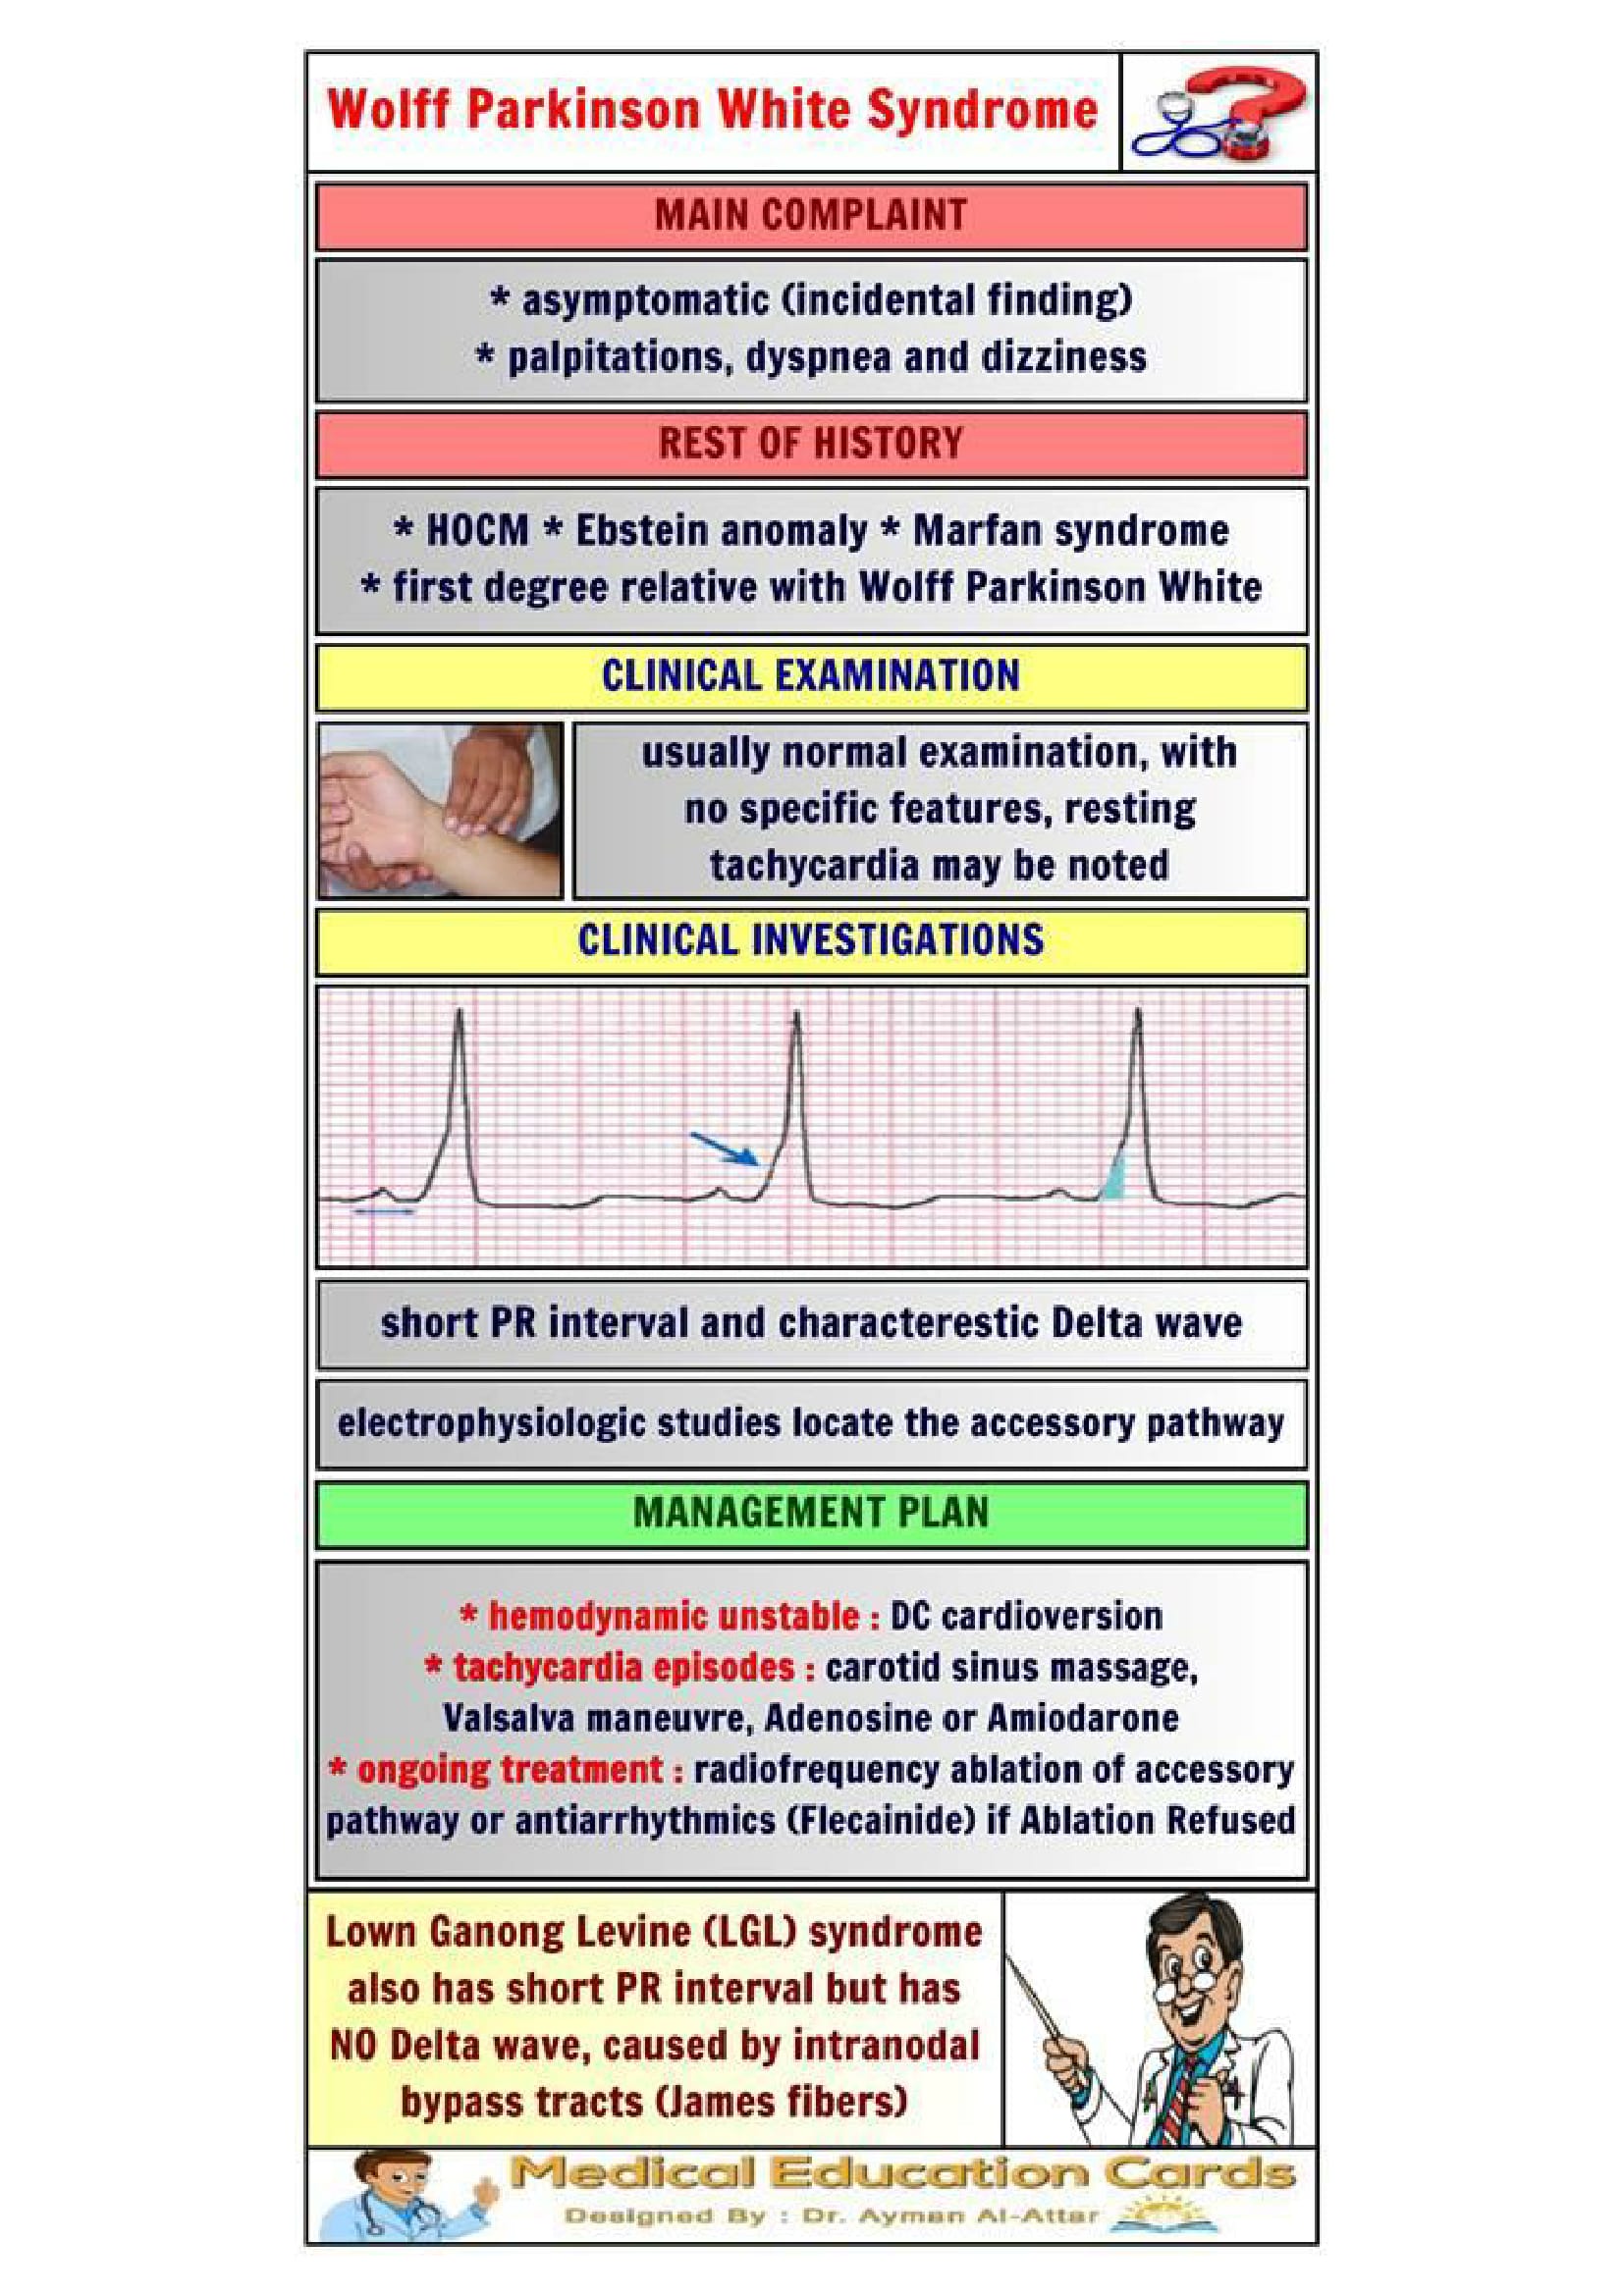 Wolff Parkinson White Syndrome
MAIN COMPLAINT
* asymptomatic (incidental finding)
* palpitations, dyspnea and dizziness
REST OF HISTORY
* HOCM * Ebstein anomaly * Marfan syndrome
* first degree relative with Wolff Parkinson White
CLINICAL EXAMINATION
usually normal examination, with
no specific features, resting
tachycardia may be noted
CLINICAL INVESTIGATIONS
short PR interval and characterestic Delta wave
electrophysiologic studies locate the accessory pathway
MANAGEMENT PLAN
* hemodynamic unstable : DC cardioversion
* tachycardia episodes : carotid sinus massage,
Valsalva maneuvre, Adenosine or Amiodarone
* ongoing treatment : radiofrequency ablation of accessory
pathway or antiarrhythmics (Flecainide) if Ablation Refused
Lown Ganong Levine (LGL) syndrome
also has short PR interval but has
NO Delta wave, caused by intranodal
bypass tracts (James fibers)
Medical Education Cards
Designed By : Dr. Ayman Al-Attar